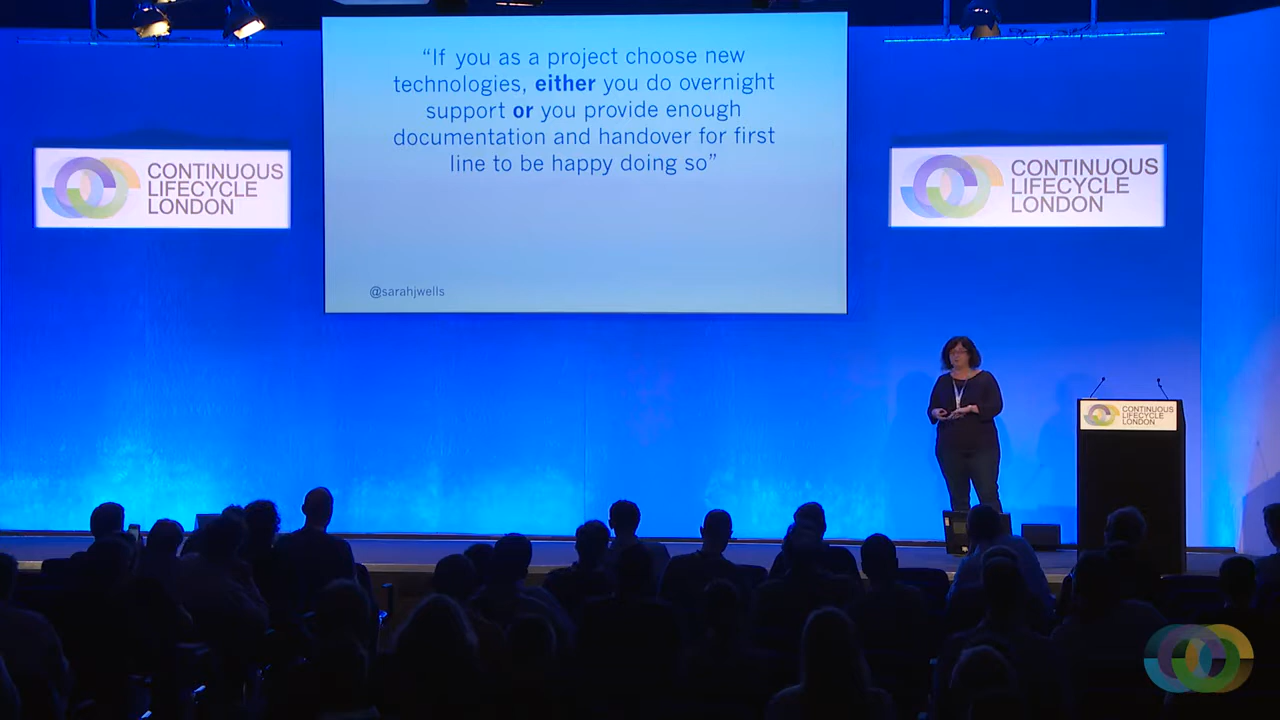 “If you as a project choose new
technologies, either you do overnight
support or you provide enough
documentation and handover for first
line to be happy doing so”
@sarahjwells
CONTINUOUS
LIFECYCLE
LONDON
CONTINUOUS
LIFECYCLE
LONDON
CONTINUOUS
LIFECYCLE
LONDON